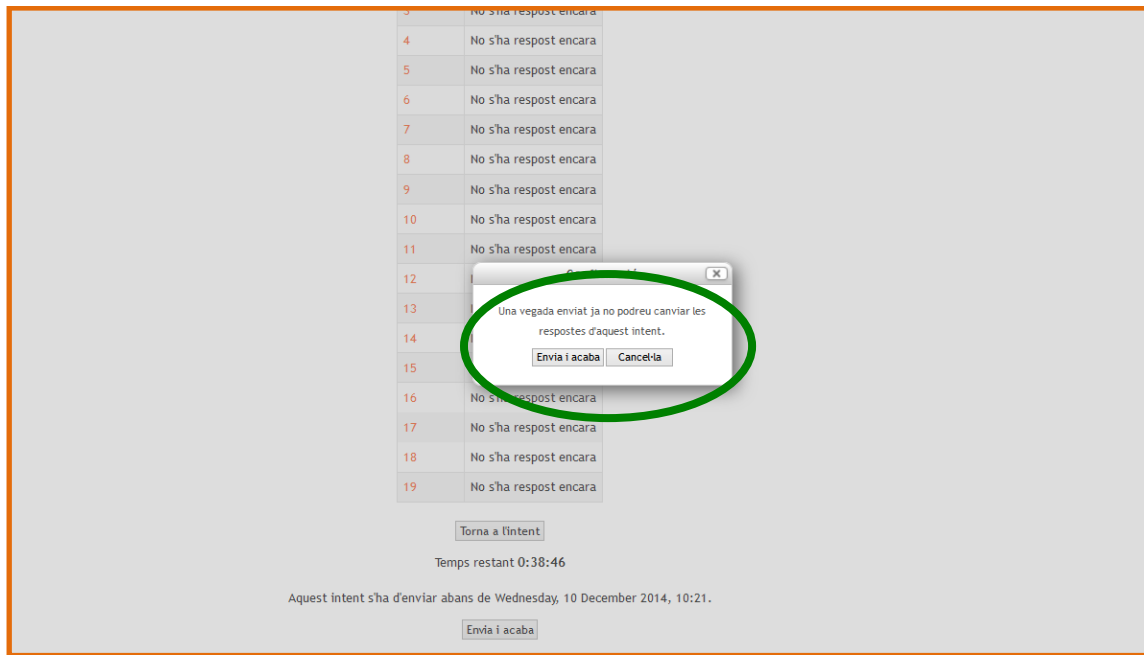 3 No s'ha respost encara
4 No s'ha respost encara
5 No s'ha respost encara
6 No s'ha respost encara
7 No s'ha respost encara
8 No s'ha respost encara
9 No s'ha respost encara
10 No s'ha respost encara
11 No s'ha respost encara
12
13
14
15
16 No s'ha respost encara
17 No s'ha respost encara
18 No s'ha respost encara
19 No s'ha respost encara
Una vegada enviat ja no podreu canviar les
respostes d'aquest intent.
Envia i acaba Cancel·la
Torna a l'intent
Temps restant 0:38:46
Aquest intent s'ha d'enviar abans de Wednesday, 10 December 2014, 10:21.
Envia i acaba